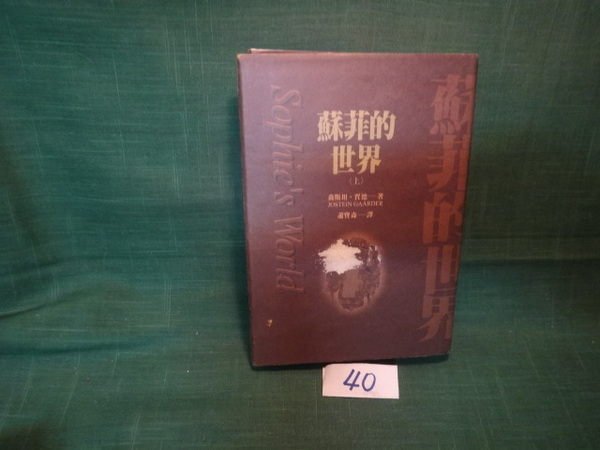 蘇菲的
世界
（上）
喬斯坦・賈德—著
JOSTEIN GAARDER
蕭寶森—譯
Sophie's World
蘇菲的世界
40